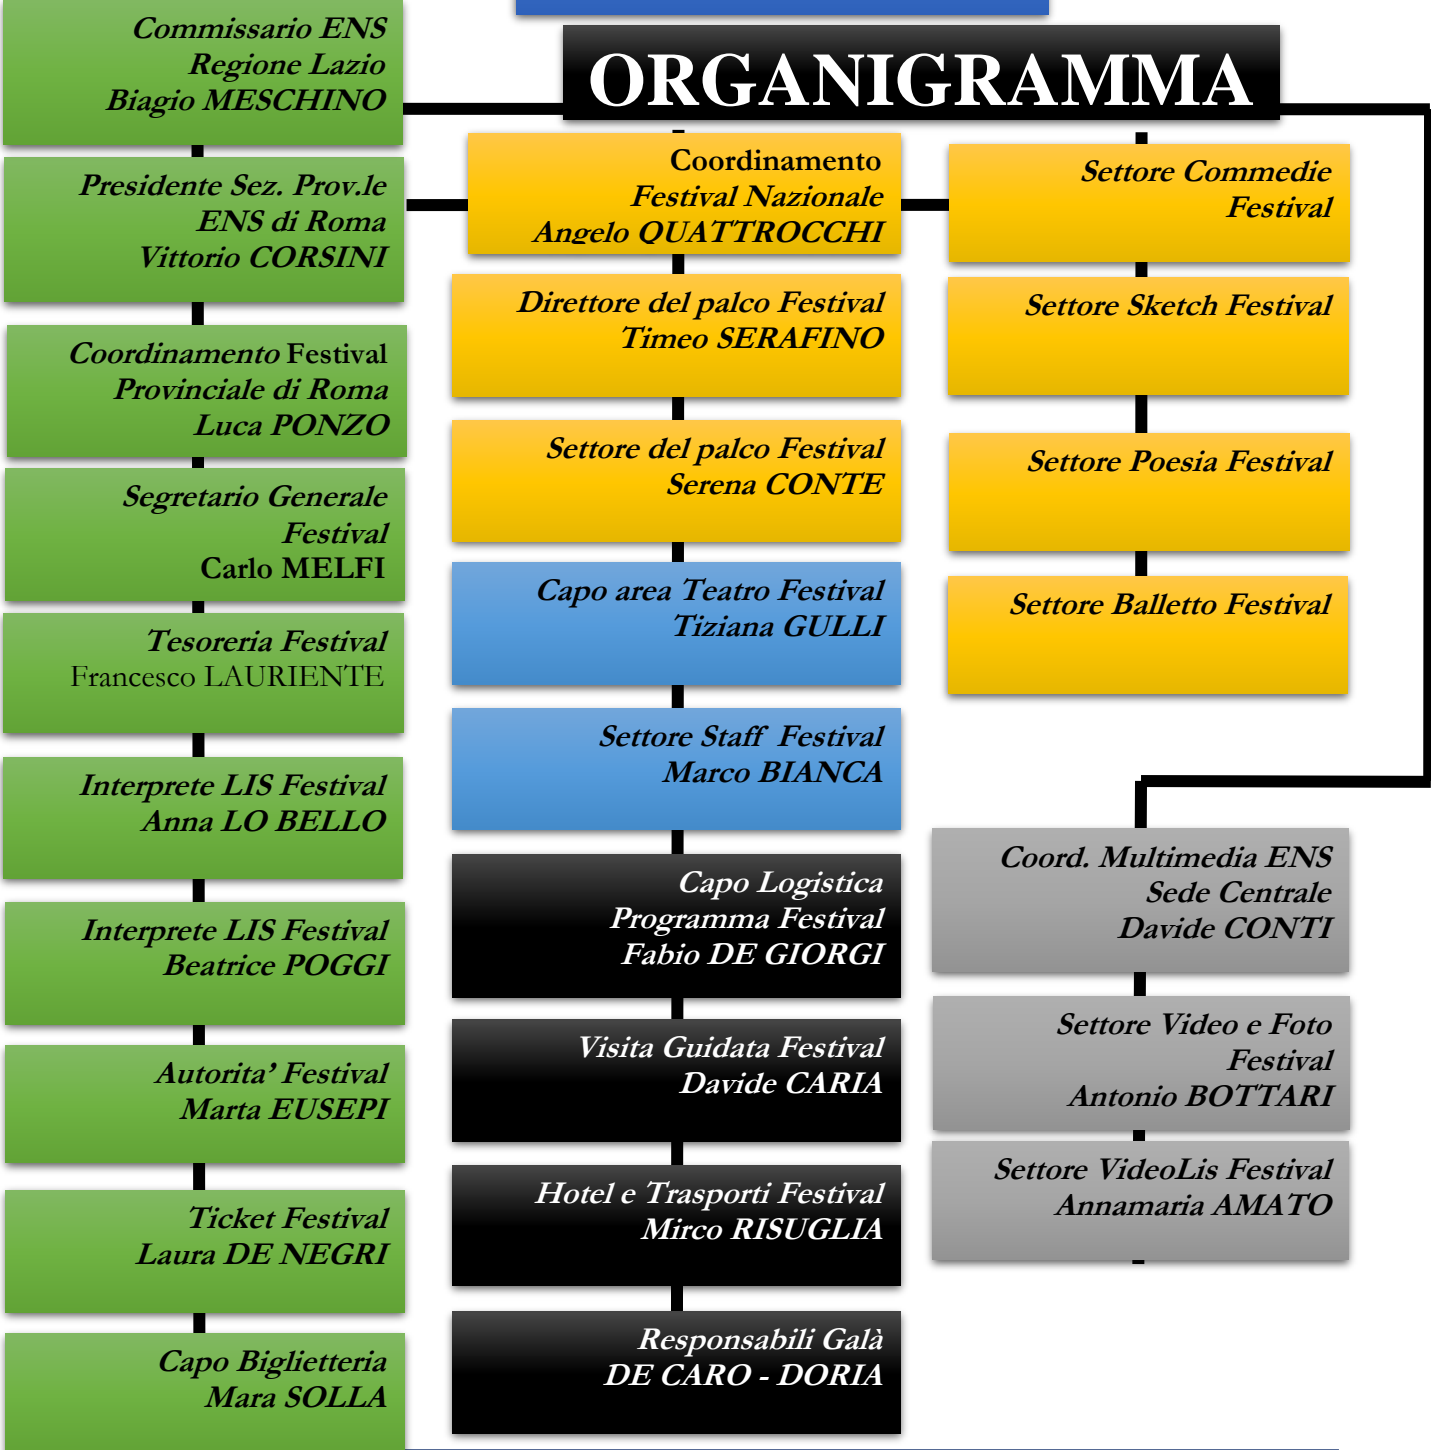 ORGANIGRAMMA
Commissario ENS
Regione Lazio
Biagio MESCHINO
Presidente Sez. Prov.le
ENS di Roma
Vittorio CORSINI
Coordinamento Festival
Provinciale di Roma
Luca PONZO
Segretario Generale
Festival
Carlo MELFI
Tesoreria Festival
Francesco LAURIENTE
Interprete LIS Festival
Anna LO BELLO
Interprete LIS Festival
Beatrice POGGI
Autorita’ Festival
Marta EUSEPI
Ticket Festival
Laura DE NEGRI
Capo Biglietteria
Mara SOLLA
Coordinamento
Festival Nazionale
Angelo QUATTROCCHI
Direttore del palco Festival
Timeo SERAFINO
Settore del palco Festival
Serena CONTE
Capo area Teatro Festival
Tiziana GULLI
Settore Staff Festival
Marco BIANCA
Capo Logistica
Programma Festival
Fabio DE GIORGI
Visita Guidata Festival
Davide CARIA
Hotel e Trasporti Festival
Mirco RISUGLIA
Responsabili Galà
DE CARO - DORIA
Settore Commedie
Festival
Settore Sketch Festival
Settore Poesia Festival
Settore Balletto Festival
Coord. Multimedia ENS
Sede Centrale
Davide CONTI
Settore Video e Foto
Festival
Antonio BOTTARI
Settore VideoLis Festival
Annamaria AMATO